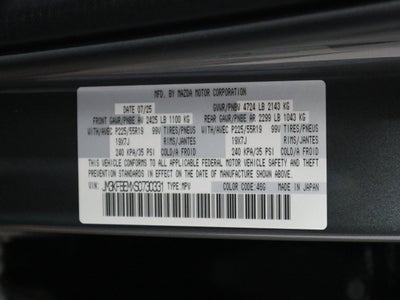 MFD. BY MAZDA MOTOR CORPORATION
DATE 07/25 GVWR/PNBV 4724 LB 2143 KG
FRONT GAWR/PNBE AV 2425 LB 1100 KG REAR GAWR/PNBE AR 2299 LB 1043 KG
W/ P225/55R19 99V TIRES/PNEUS W/ P225/55R19 99V TIRES/PNEUS
19X7J RIMS/JANTES 19X7J RIMS/JANTES
240 KPA/35 PSI COLD/A FROID 240 KPA/35 PSI COLD/A FROID
THIS VEHICLE CONFORMS TO ALL APPLICABLE FEDERAL MOTOR VEHICLE SAFETY AND THEFT
PREVENTION STANDARDS IN EFFECT ON THE DATE OF MANUFACTURE SHOWN ABOVE.
VIN: TYPE MPV COLOR CODE 46G MADE IN JAPAN